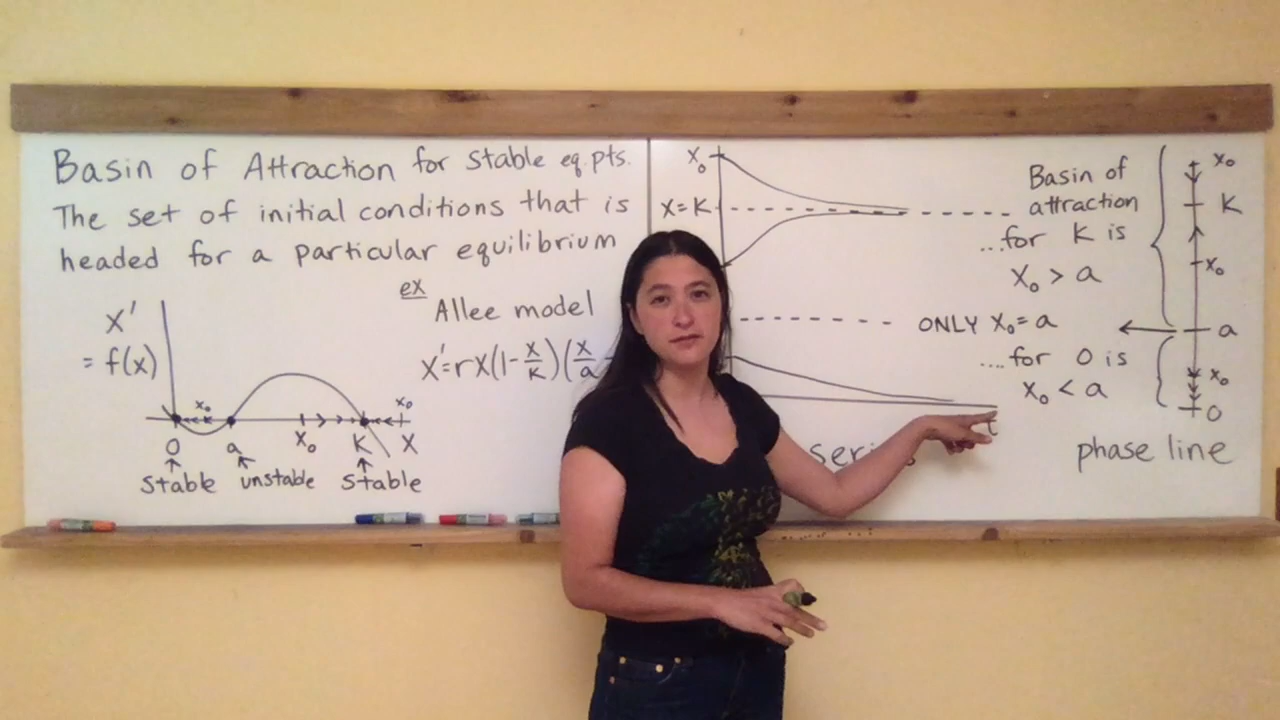 Basin of Attraction for stable eq. pts.
The set of initial conditions that is
headed for a particular equilibrium
ex
Allee model
X'=rX(1-X/K)(X/a
X'
= f(x)
X₀
X₀
0
a
X₀
K
X
Stable
unstable
Stable
X₀
X=K
t
Basin of
attraction
...for K is
X₀ > a
ONLY X₀=a
....for 0 is
X₀ < a
X₀
K
X₀
a
X₀
0
phase line